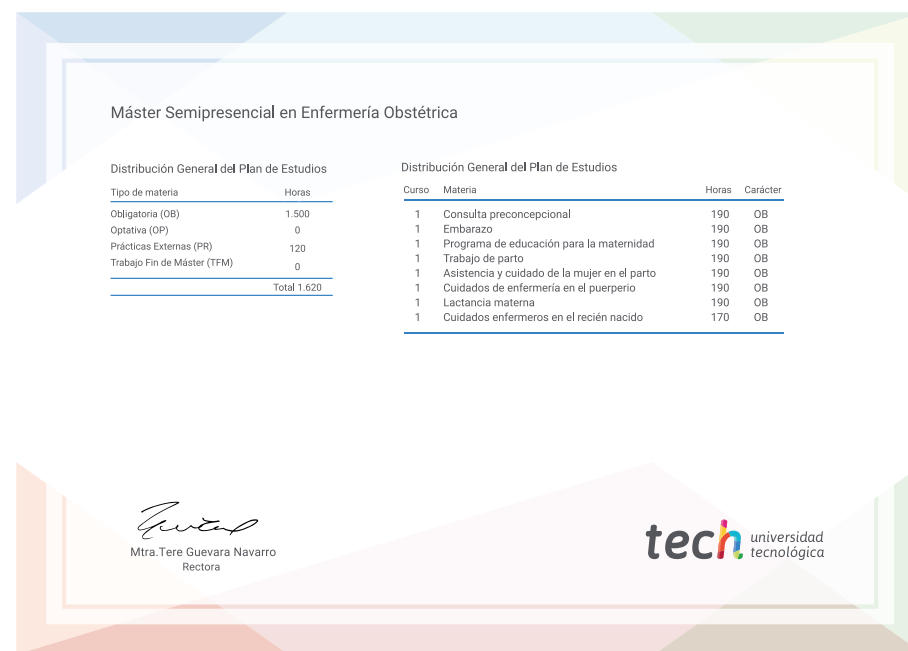 Máster Semipresencial en Enfermería Obstétrica
Distribución General del Plan de Estudios
Tipo de materia Horas
Obligatoria (OB) 1.500
Optativa (OP) 0
Prácticas Externas (PR) 120
Trabajo Fin de Máster (TFM) 0
Total 1.620
Distribución General del Plan de Estudios
Curso Materia Horas Carácter
1 Consulta preconcepcional 190 OB
1 Embarazo 190 OB
1 Programa de educación para la maternidad 190 OB
1 Trabajo de parto 190 OB
1 Asistencia y cuidado de la mujer en el parto 190 OB
1 Cuidados de enfermería en el puerperio 190 OB
1 Lactancia materna 190 OB
1 Cuidados enfermeros en el recién nacido 170 OB
Mtra.Tere Guevara Navarro
Rectora
tech universidad
tecnológica